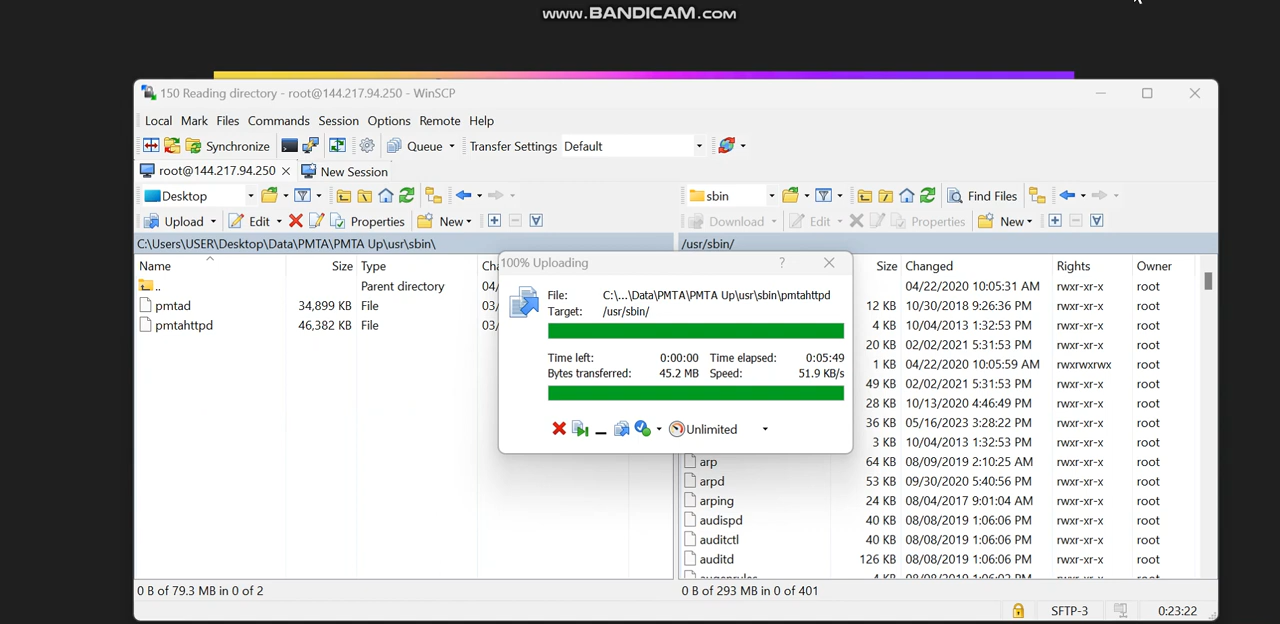 www.BANDICAM.com
150 Reading directory - root@144.217.94.250 - WinSCP
Local Mark Files Commands Session Options Remote Help
Synchronize Queue Transfer Settings Default
root@144.217.94.250 New Session
Desktop sbin Find Files
Upload Edit Properties New Download Edit Properties New
C:\Users\USER\Desktop\Data\PMTA\PMTA Up\usr\sbin\ /usr/sbin/
Name Size Type Cha Size Changed Rights Owner
.. Parent directory 04/ 04/22/2020 10:05:31 AM rwxr-xr-x root
pmtad 34,899 KB File 03/ 12 KB 10/30/2018 9:26:36 PM rwxr-xr-x root
pmtahttpd 46,382 KB File 03/ 4 KB 10/04/2013 1:32:53 PM rwxr-xr-x root
20 KB 02/02/2021 5:31:53 PM rwxr-xr-x root
1 KB 04/22/2020 10:05:59 AM rwxrwxrwx root
49 KB 02/02/2021 5:31:53 PM rwxr-xr-x root
28 KB 10/13/2020 4:46:49 PM rwxr-xr-x root
36 KB 05/16/2023 3:28:22 PM rwxr-xr-x root
3 KB 10/04/2013 1:32:53 PM rwxr-xr-x root
arp 64 KB 08/09/2019 2:10:25 AM rwxr-xr-x root
arpd 53 KB 09/30/2020 5:40:56 PM rwxr-xr-x root
arping 24 KB 08/04/2017 9:01:04 AM rwxr-xr-x root
audispd 40 KB 08/08/2019 1:06:06 PM rwxr-xr-x root
auditctl 40 KB 08/08/2019 1:06:06 PM rwxr-xr-x root
auditd 126 KB 08/08/2019 1:06:06 PM rwxr-xr-x root
100% Uploading ?
File: C:\...\Data\PMTA\PMTA Up\usr\sbin\pmtahttpd
Target: /usr/sbin/
Time left: 0:00:00 Time elapsed: 0:05:49
Bytes transferred: 45.2 MB Speed: 51.9 KB/s
Unlimited
0 B of 79.3 MB in 0 of 2 0 B of 293 MB in 0 of 401
SFTP-3 0:23:22